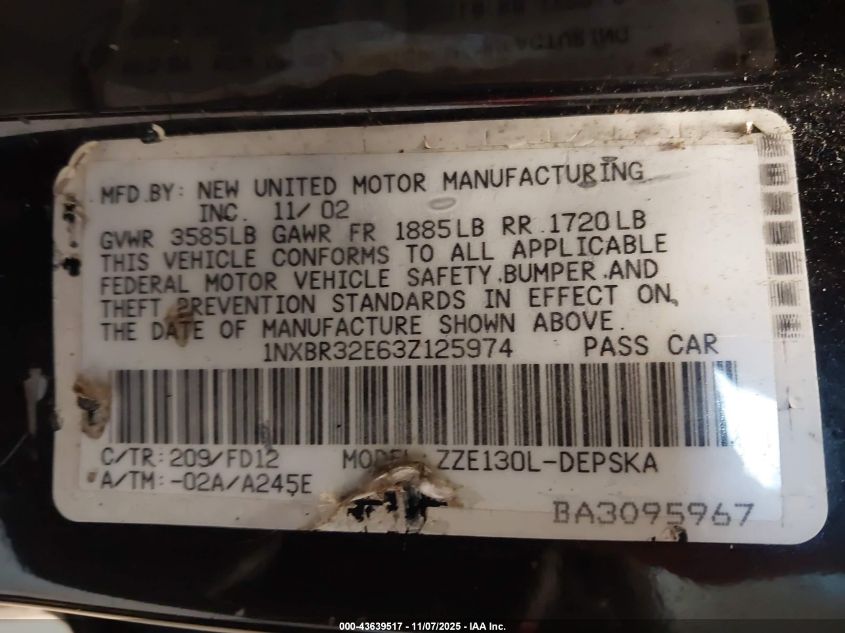 MFD.BY: NEW UNITED MOTOR MANUFACTURING
INC. 11/02
GVWR 3585LB GAWR FR 1885LB RR 1720LB
THIS VEHICLE CONFORMS TO ALL APPLICABLE
FEDERAL MOTOR VEHICLE SAFETY,BUMPER,AND
THEFT PREVENTION STANDARDS IN EFFECT ON
THE DATE OF MANUFACTURE SHOWN ABOVE.
1NXBR32E63Z125974 PASS CAR
C/TR:209/FD12 MODEL:ZZE130L-DEPSKA
A/TM:-02A/A245E
BA3095967
000-43639517 - 11/07/2025 - IAA Inc.